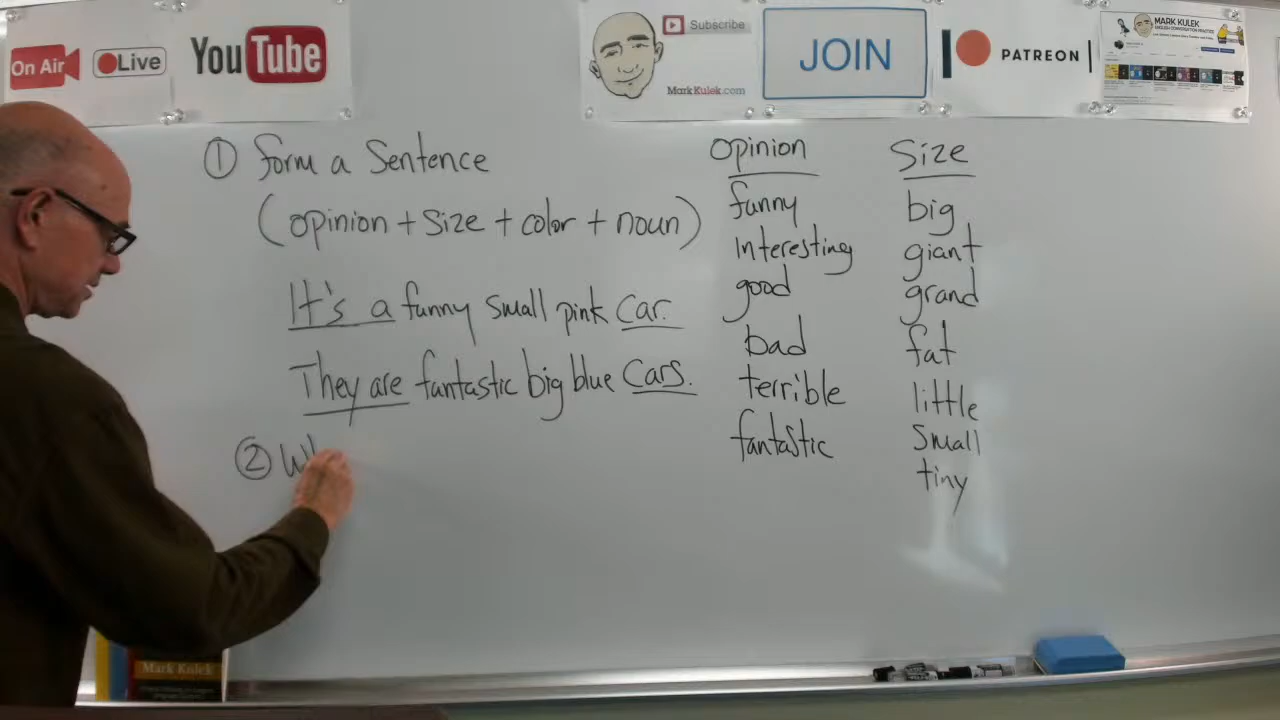 On Air
Live
YouTube
Subscribe
MarkKulek.com
JOIN
PATREON
MARK KULEK
① Form a Sentence
(opinion + Size + color + noun)
It's a funny small pink car.
They are fantastic big blue Cars.
② Wh
Opinion
funny
Interesting
good
bad
terrible
fantastic
Size
big
giant
grand
fat
little
Small
tiny
Mark Kulek